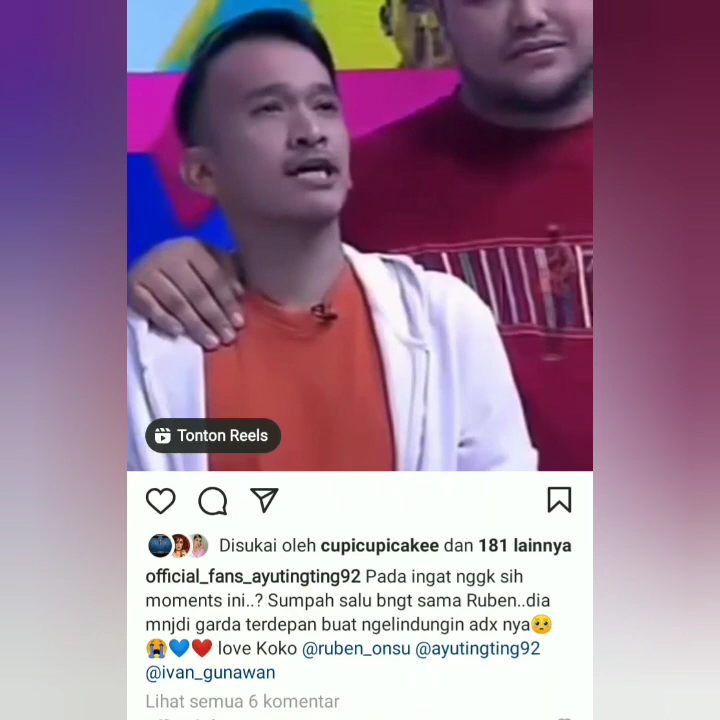 Tonton Reels
Disukai oleh cupicupicakee dan 181 lainnya
official_fans_ayutingting92 Pada ingat nggk sih
moments ini..? Sumpah salu bngt sama Ruben..dia
mnjdi garda terdepan buat ngelindungin adx nya🥺
😭💙❤️ love Koko @ruben_onsu @ayutingting92
@ivan_gunawan
Lihat semua 6 komentar